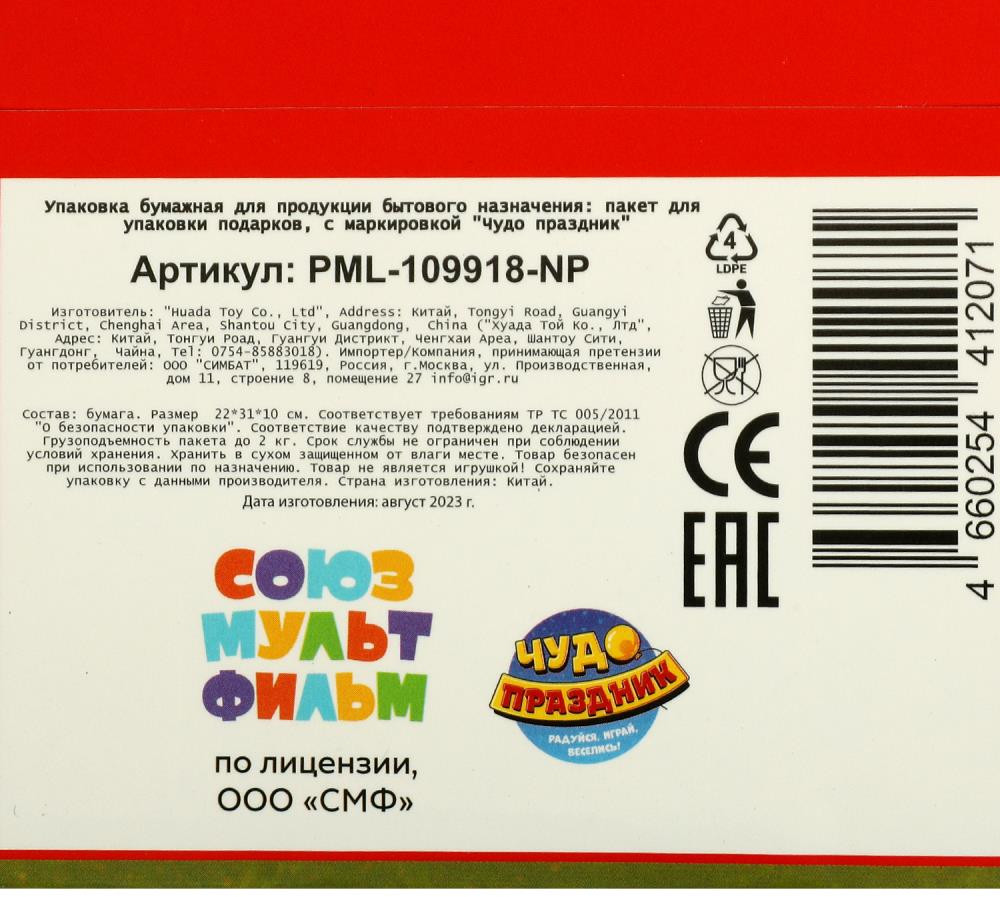 Упаковка бумажная для продукции бытового назначения: пакет для
упаковки подарков, с маркировкой "Чудо праздник"
Артикул: PML-109918-NP
Изготовитель: "Huada Toy Co., Ltd", Address: Китай, Tongyi Road, Guangyi
District, Chenghai Area, Shantou City, Guangdong, China ("Хуада Той Ко., Лтд",
Адрес: Китай, Тонгуи Роад, Гуангуи Дистрикт, Ченгхаи Ареа, Шантоу Сити,
Гуангдонг, Чайна, Tel: 0754-85883018). Импортер/Компания, принимающая претензии
от потребителей: ООО "СИМБАТ", 119619, Россия, г.Москва, ул. Производственная,
дом 11, строение 8, помещение 27 info@igr.ru
Состав: бумага. Размер 22*31*10 см. Соответствует требованиям ТР ТС 005/2011
"О безопасности упаковки". Соответствие качеству подтверждено декларацией.
Грузоподъемность пакета до 2 кг. Срок службы не ограничен при соблюдении
условий хранения. Хранить в сухом защищенном от влаги месте. Товар безопасен
при использовании по назначению. Товар не является игрушкой! Сохраняйте
упаковку с данными производителя. Страна изготовления: Китай.
Дата изготовления: август 2023 г.
4
LDPE
CE
EAC
4 660254 412071
СОЮЗ
МУЛЬТ
ФИЛЬМ
по лицензии,
ООО «СМФ»
ЧУДО
ПРАЗДНИК
РАДУЙСЯ, ИГРАЙ,
ВЕСЕЛИСЬ!